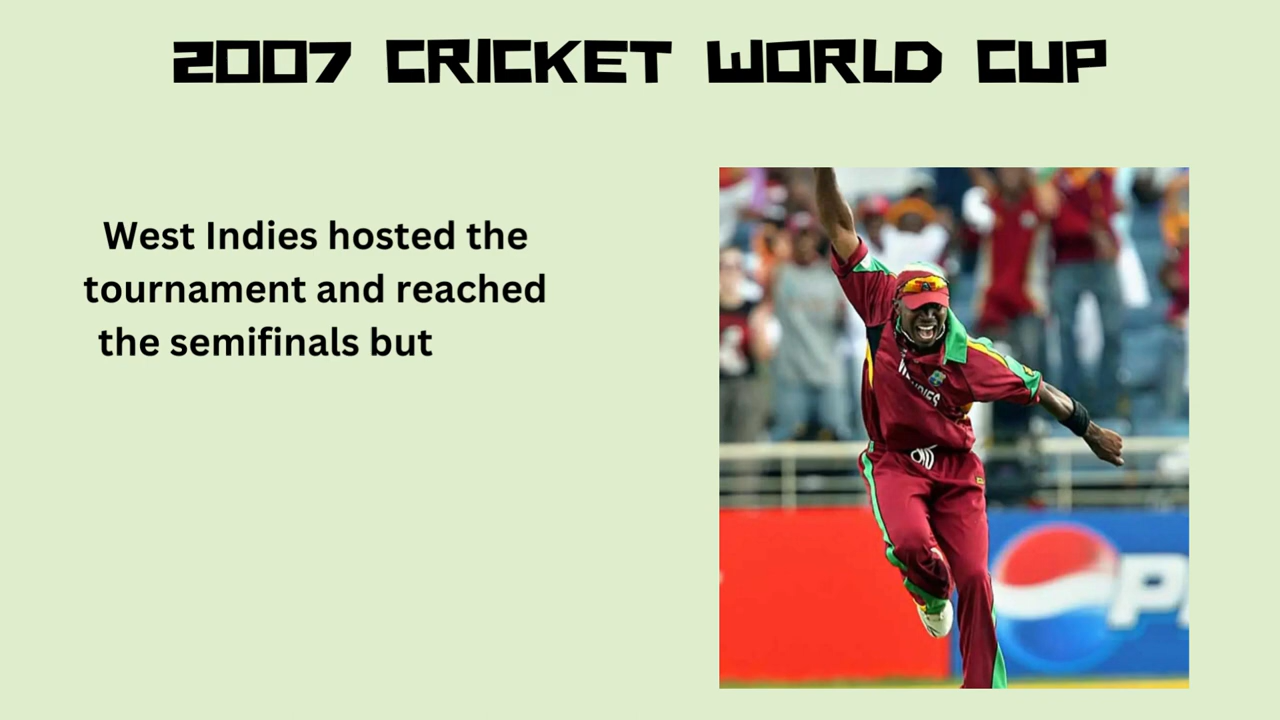 2007 CRICKET WORLD CUP
West Indies hosted the
tournament and reached
the semifinals but